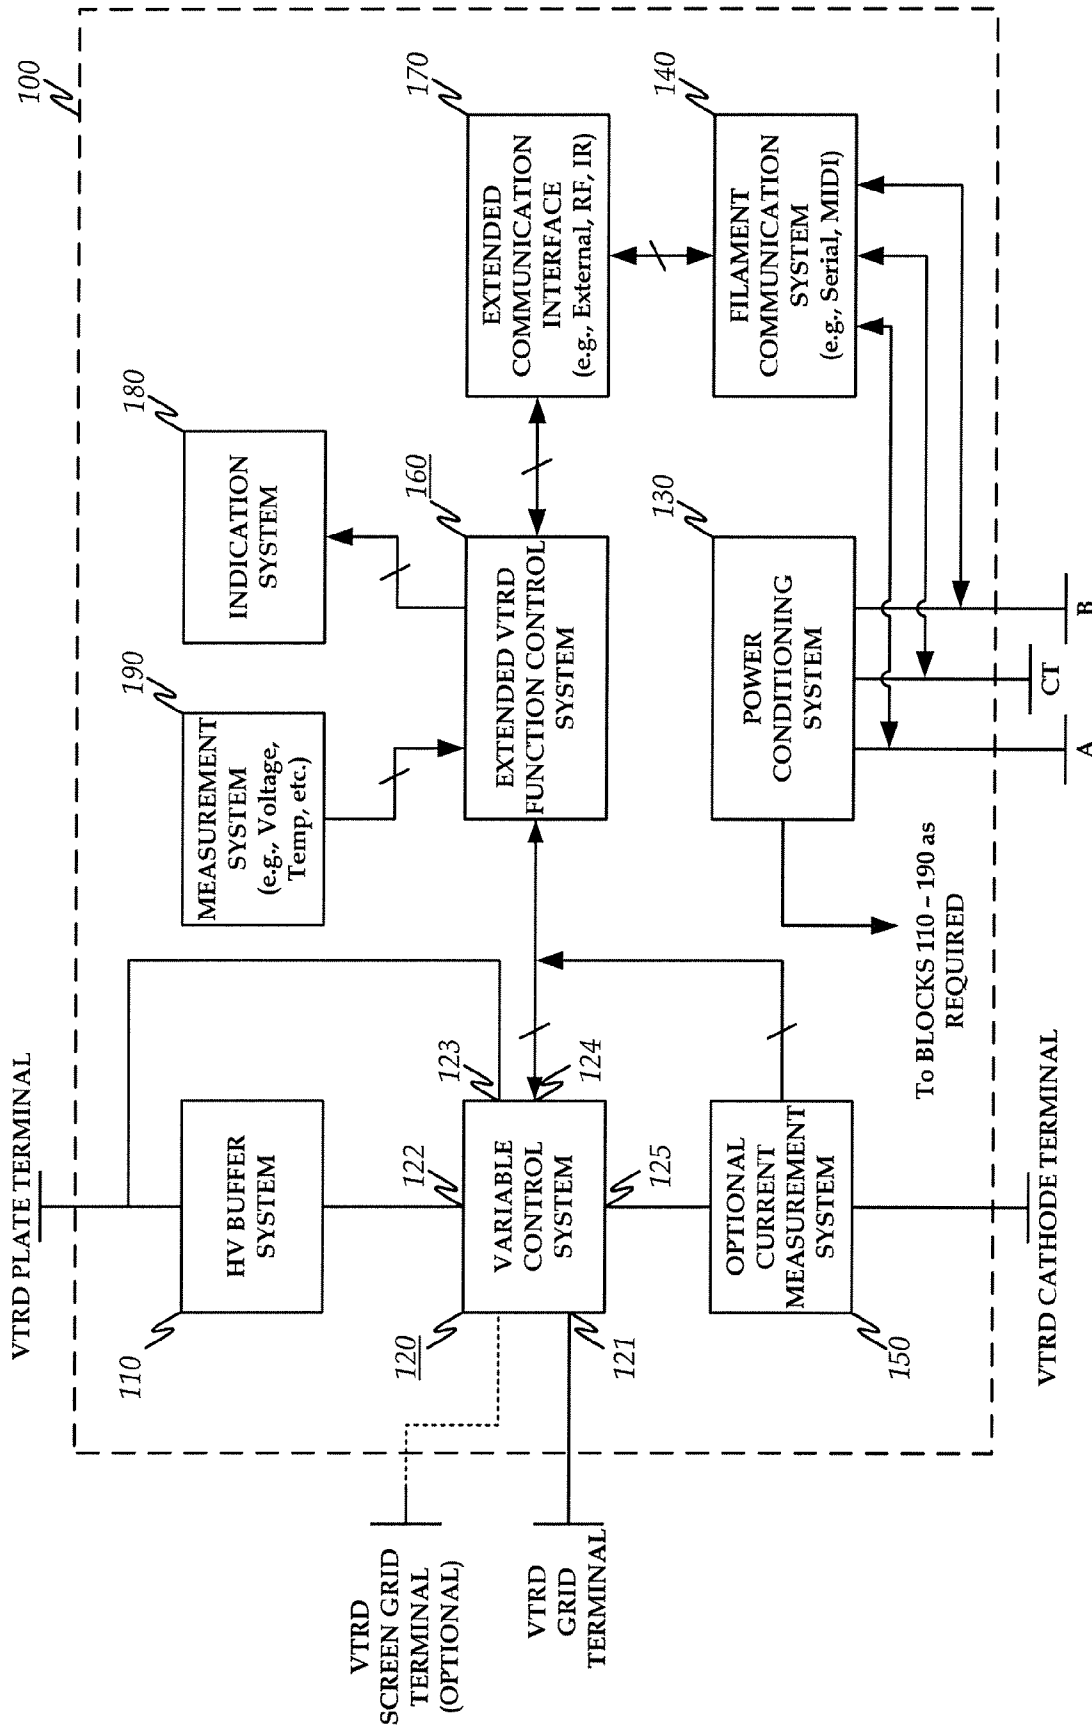 100
VTRD PLATE TERMINAL
110
HV BUFFER
SYSTEM
190
MEASUREMENT
SYSTEM
(e.g., Voltage,
Temp, etc.)
180
INDICATION
SYSTEM
VTRD
SCREEN GRID
TERMINAL
(OPTIONAL)
VTRD
GRID
TERMINAL
120
121
122
123
124
125
VARIABLE
CONTROL
SYSTEM
160
EXTENDED VTRD
FUNCTION CONTROL
SYSTEM
170
EXTENDED
COMMUNICATION
INTERFACE
(e.g., External, RF, IR)
150
OPTIONAL
CURRENT
MEASUREMENT
SYSTEM
130
POWER
CONDITIONING
SYSTEM
140
FILAMENT
COMMUNICATION
SYSTEM
(e.g., Serial, MIDI)
To BLOCKS 110 – 190 as
REQUIRED
VTRD CATHODE TERMINAL
A
CT
B